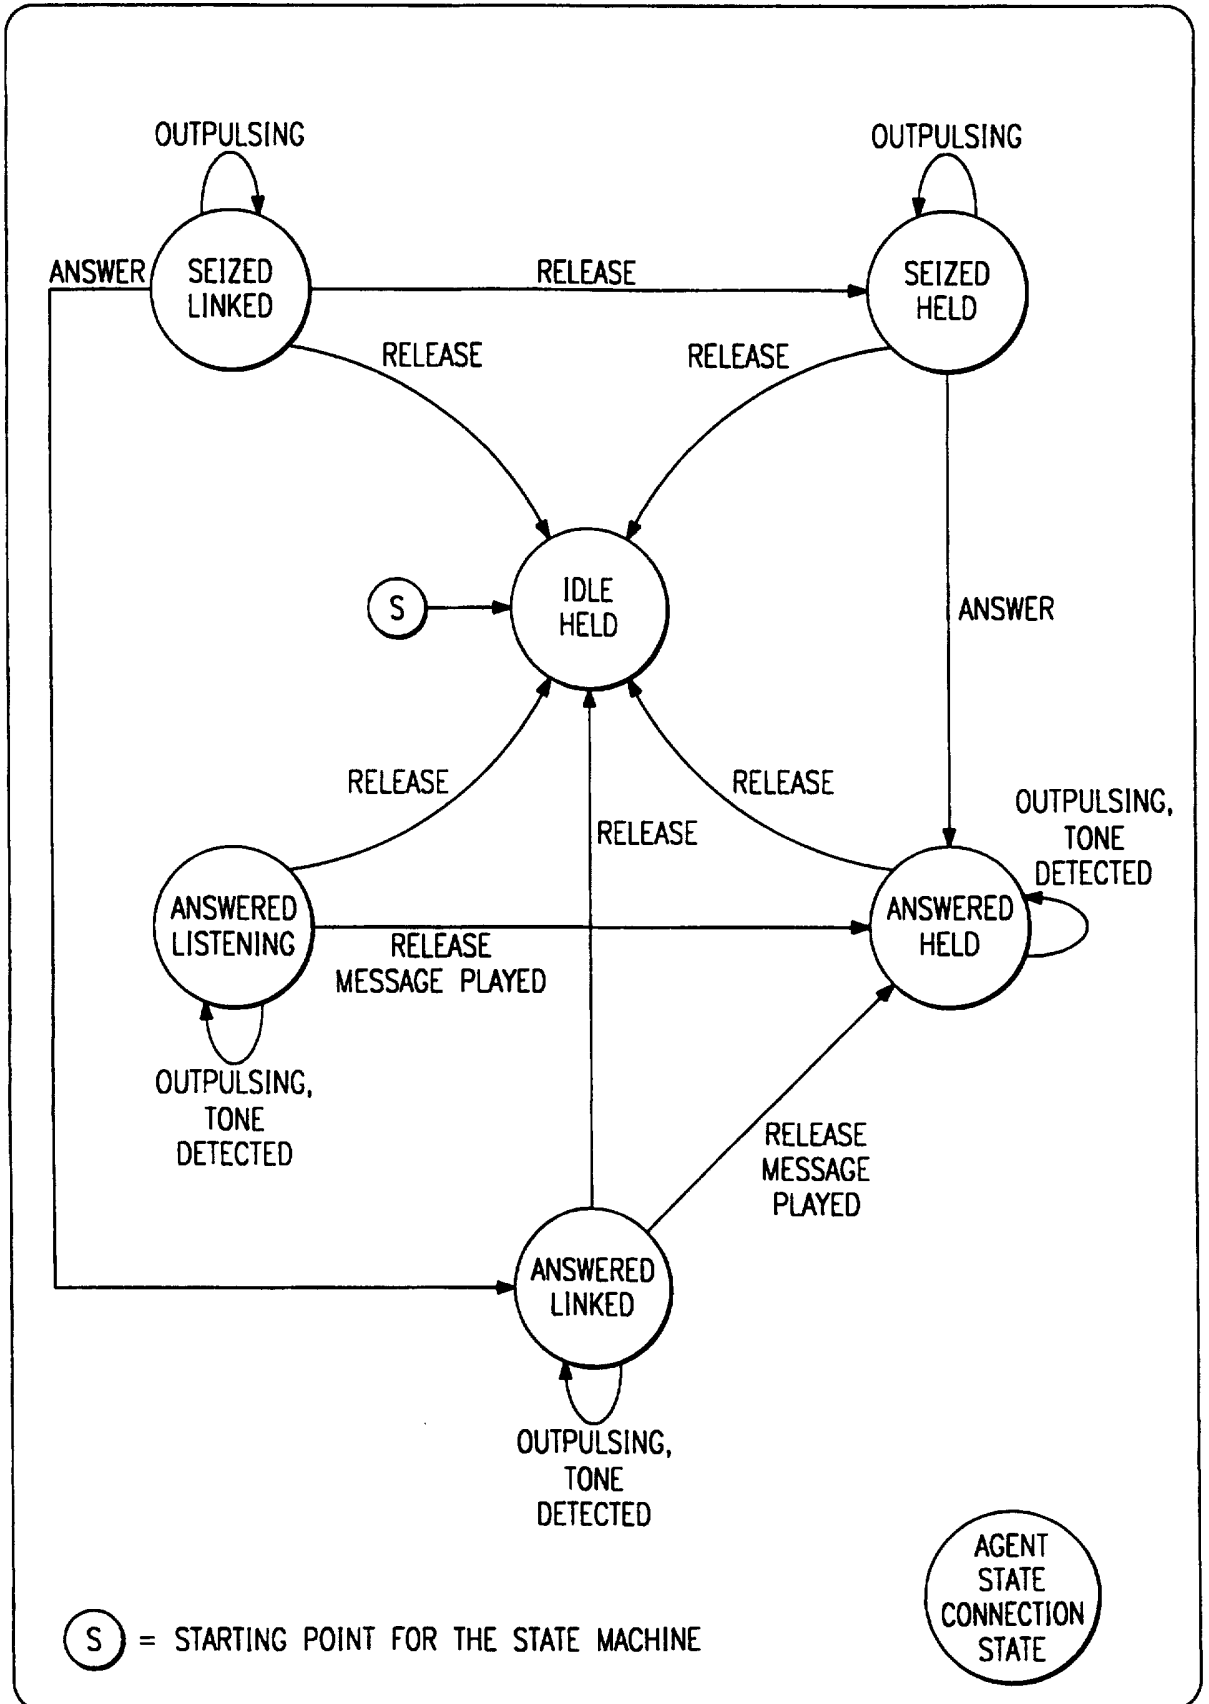 OUTPULSING
OUTPULSING
ANSWER
SEIZED
LINKED
RELEASE
SEIZED
HELD
RELEASE
RELEASE
IDLE
HELD
S
ANSWER
RELEASE
RELEASE
RELEASE
OUTPULSING,
TONE
DETECTED
ANSWERED
LISTENING
RELEASE
MESSAGE PLAYED
ANSWERED
HELD
OUTPULSING,
TONE
DETECTED
RELEASE
MESSAGE
PLAYED
ANSWERED
LINKED
OUTPULSING,
TONE
DETECTED
AGENT
STATE
CONNECTION
STATE
S = STARTING POINT FOR THE STATE MACHINE